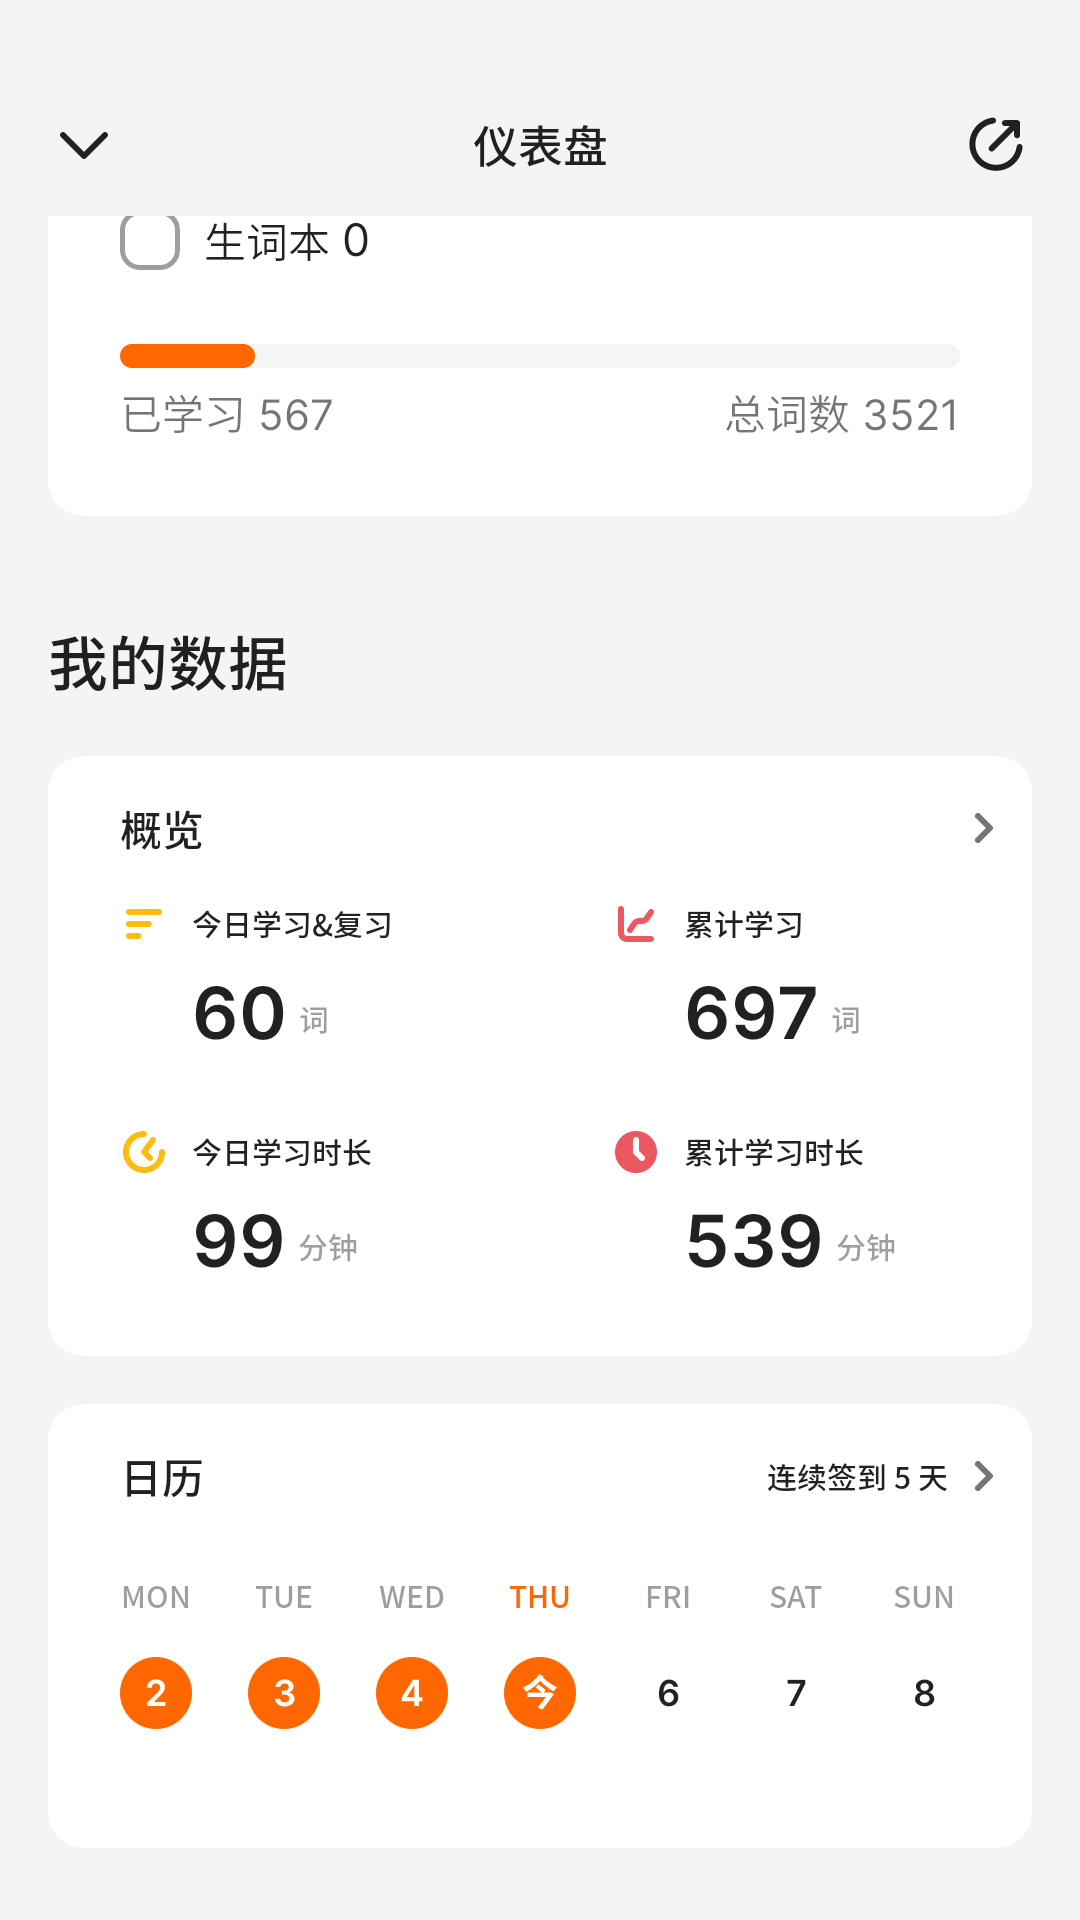 仪表盘
生词本 0
已学习 567
总词数 3521
我的数据
概览
今日学习&复习
累计学习
60 词
697 词
今日学习时长
累计学习时长
99 分钟
539 分钟
日历
连续签到 5 天
MON TUE WED THU FRI SAT SUN
2 3 4 今 6 7 8